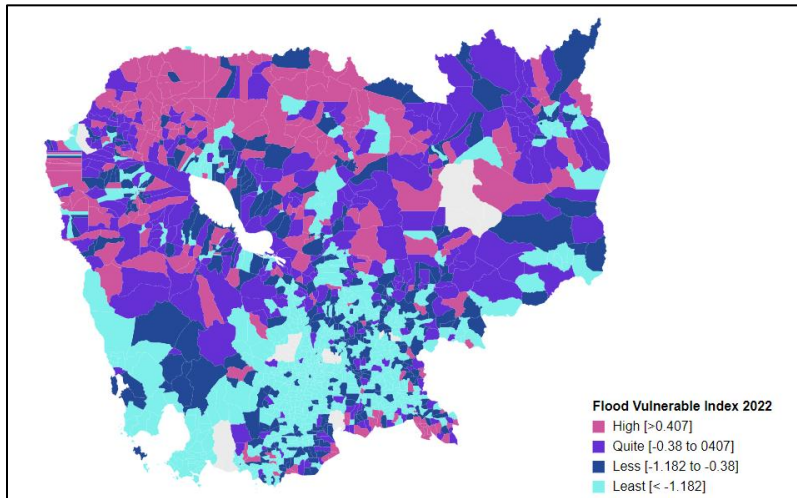 Flood Vulnerable Index 2022
High [>0.407]
Quite [-0.38 to 0407]
Less [-1.182 to -0.38]
Least [< -1.182]